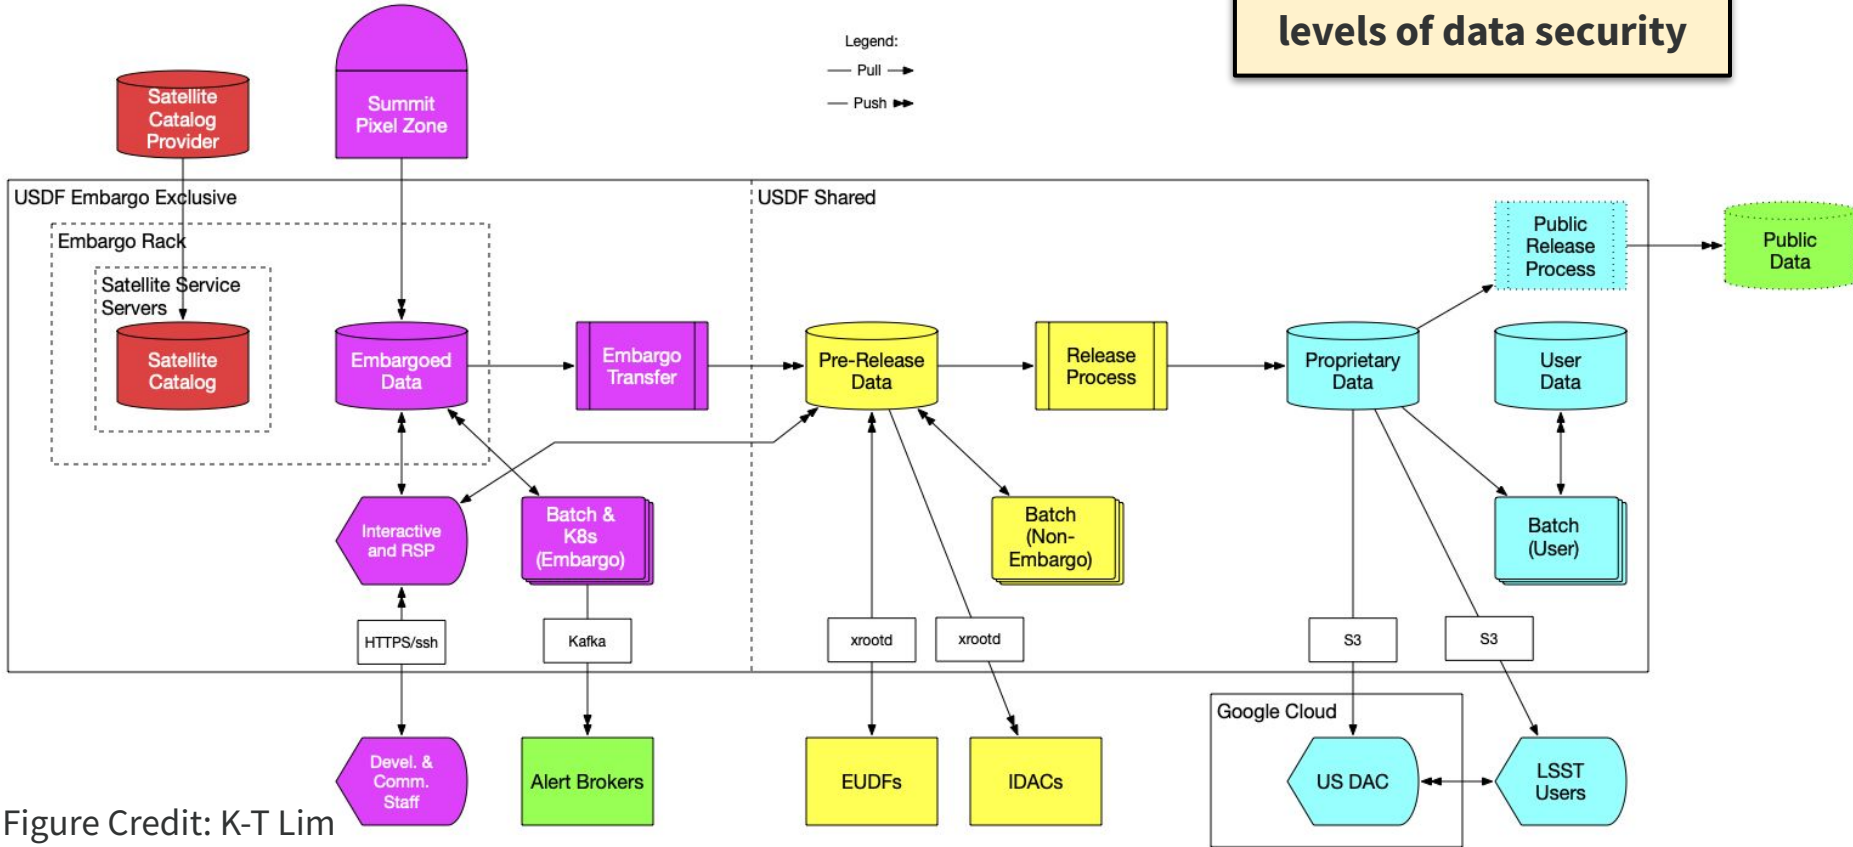 levels of data security
Legend:
Pull
Push
Satellite
Catalog
Provider
Summit
Pixel Zone
USDF Embargo Exclusive
USDF Shared
Embargo Rack
Satellite Service
Servers
Satellite
Catalog
Embargoed
Data
Embargo
Transfer
Pre-Release
Data
Release
Process
Proprietary
Data
Public
Release
Process
Public
Data
User
Data
Interactive
and RSP
Batch &
K8s
(Embargo)
Batch
(Non-
Embargo)
Batch
(User)
HTTPS/ssh
Kafka
xrootd
xrootd
S3
S3
Google Cloud
Devel. &
Comm.
Staff
Alert Brokers
EUDFs
IDACs
US DAC
LSST
Users
Figure Credit: K-T Lim